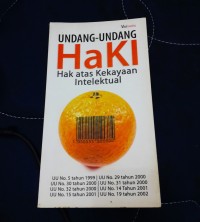 UNDANG-UNDANG
HaKI
Hak atas Kekayaan
Intelektual
UU No. 5 tahun 1999 UU No. 29 tahun 2000
UU No. 30 tahun 2000 UU No. 31 tahun 2000
UU No. 32 tahun 2000 UU No. 14 Tahun 2001
UU No. 15 tahun 2001 UU No. 19 tahun 2002